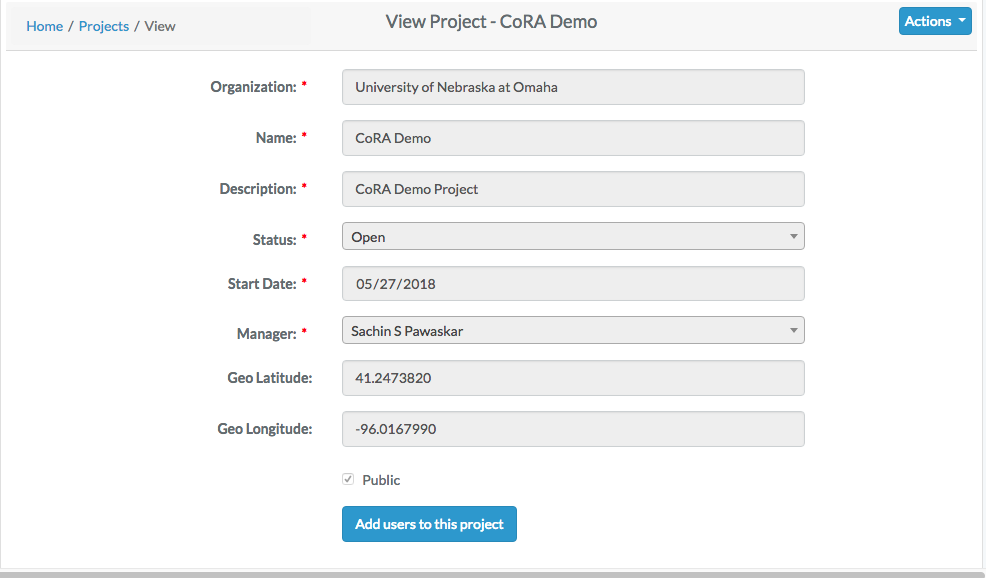 Home / Projects / View
View Project - CoRA Demo
Actions
Organization: *
University of Nebraska at Omaha
Name: *
CoRA Demo
Description: *
CoRA Demo Project
Status: *
Open
Start Date: *
05/27/2018
Manager: *
Sachin S Pawaskar
Geo Latitude:
41.2473820
Geo Longitude:
-96.0167990
Public
Add users to this project